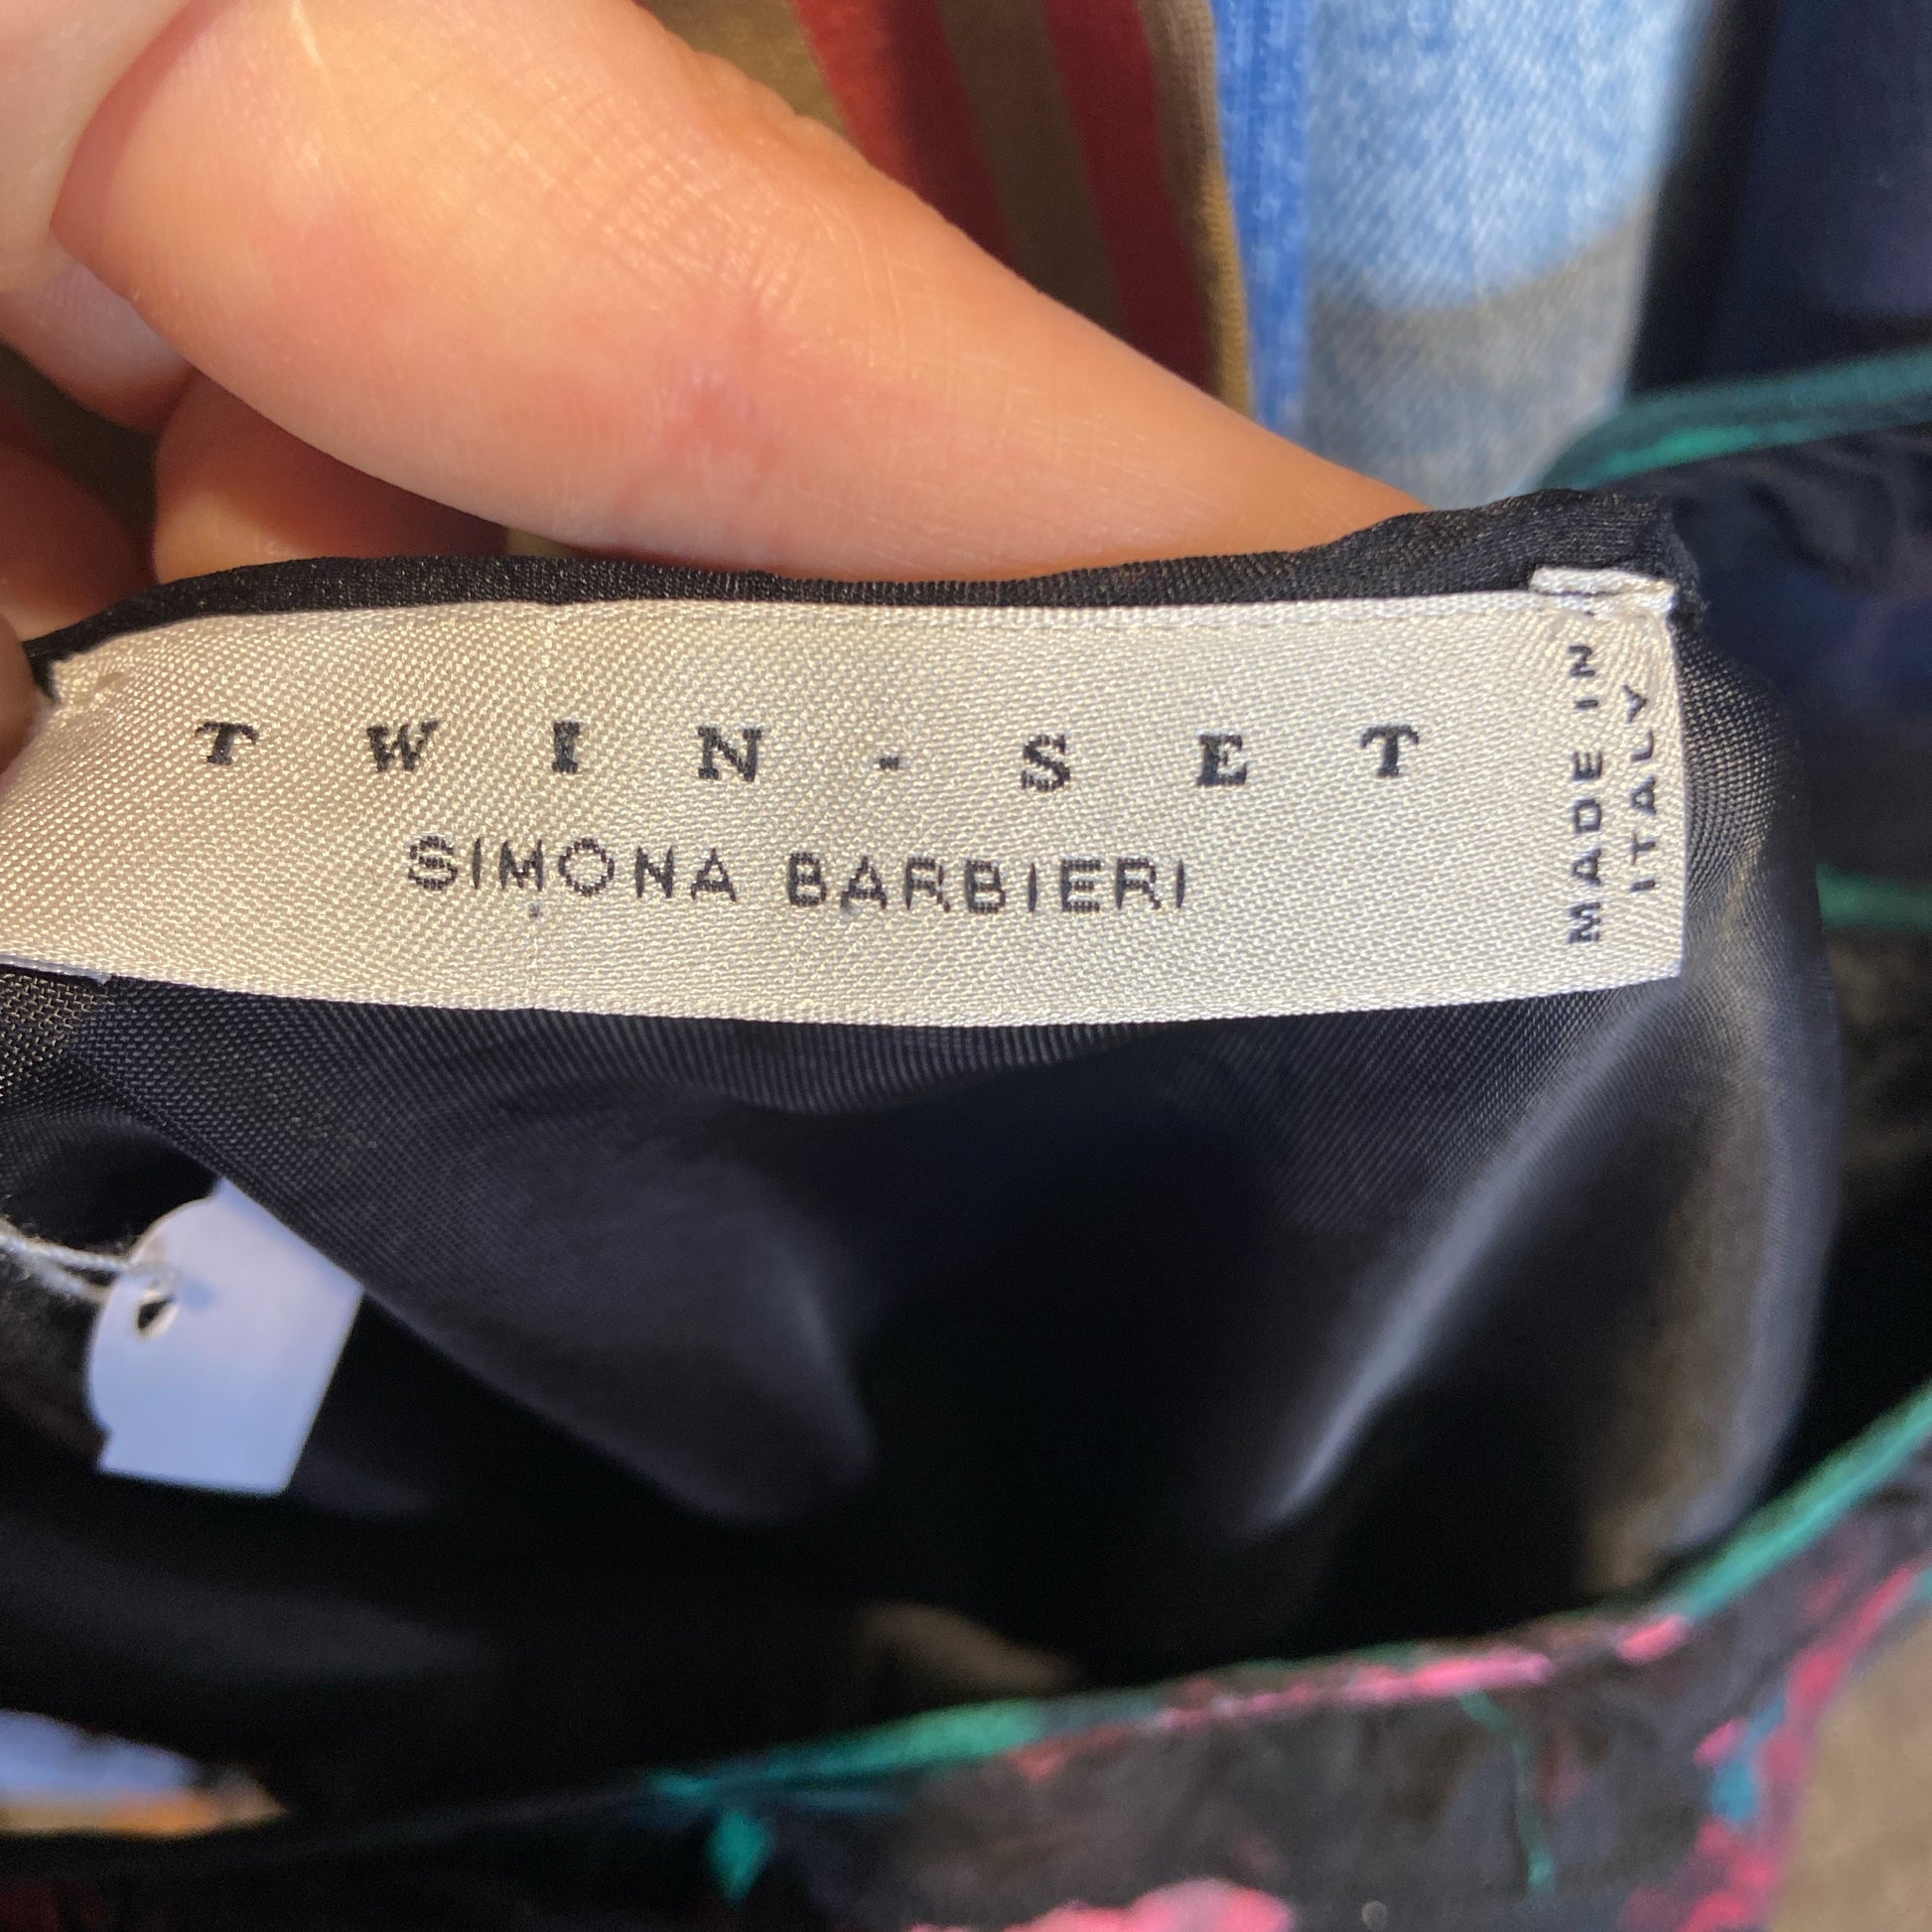 TWIN-SET
SIMONA BARBIERI
MADE IN
ITALY